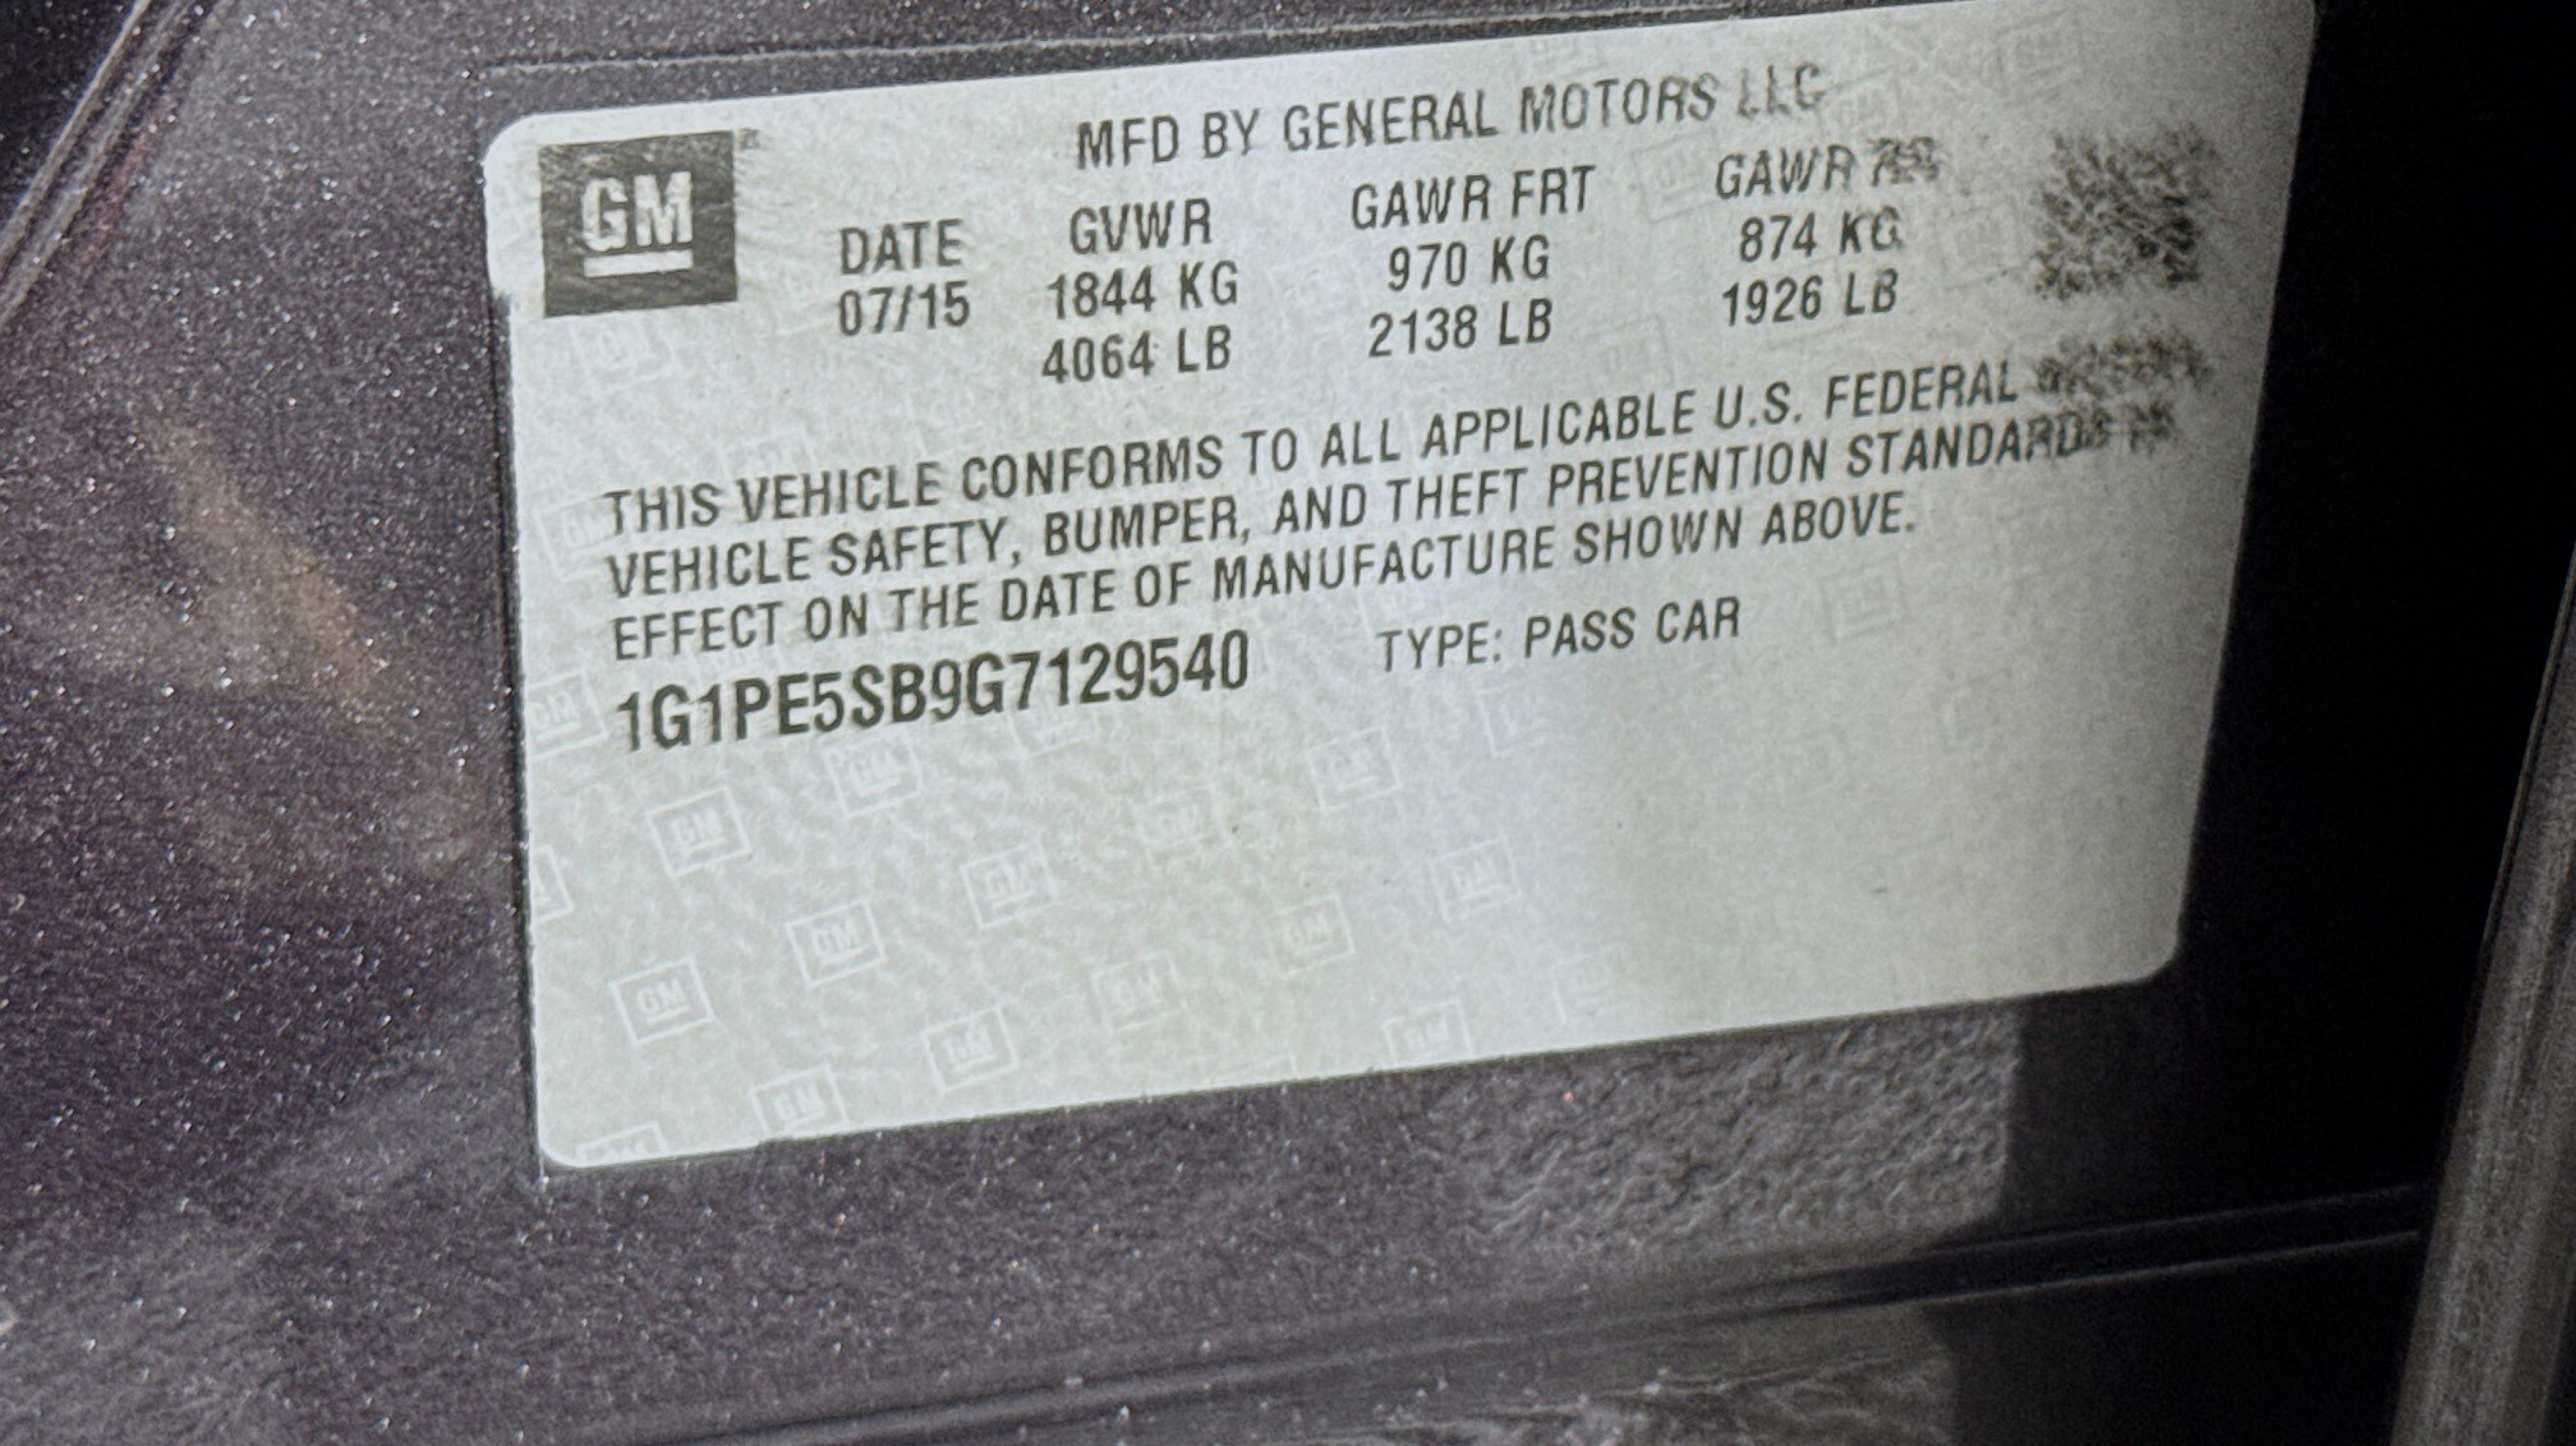 GM
MFD BY GENERAL MOTORS LLC
DATE GVWR GAWR FRT GAWR
07/15 1844 KG 970 KG 874 KG
4064 LB 2138 LB 1926 LB
THIS VEHICLE CONFORMS TO ALL APPLICABLE U.S. FEDERAL
VEHICLE SAFETY, BUMPER, AND THEFT PREVENTION STANDARDS
EFFECT ON THE DATE OF MANUFACTURE SHOWN ABOVE.
1G1PE5SB9G7129540 TYPE: PASS CAR